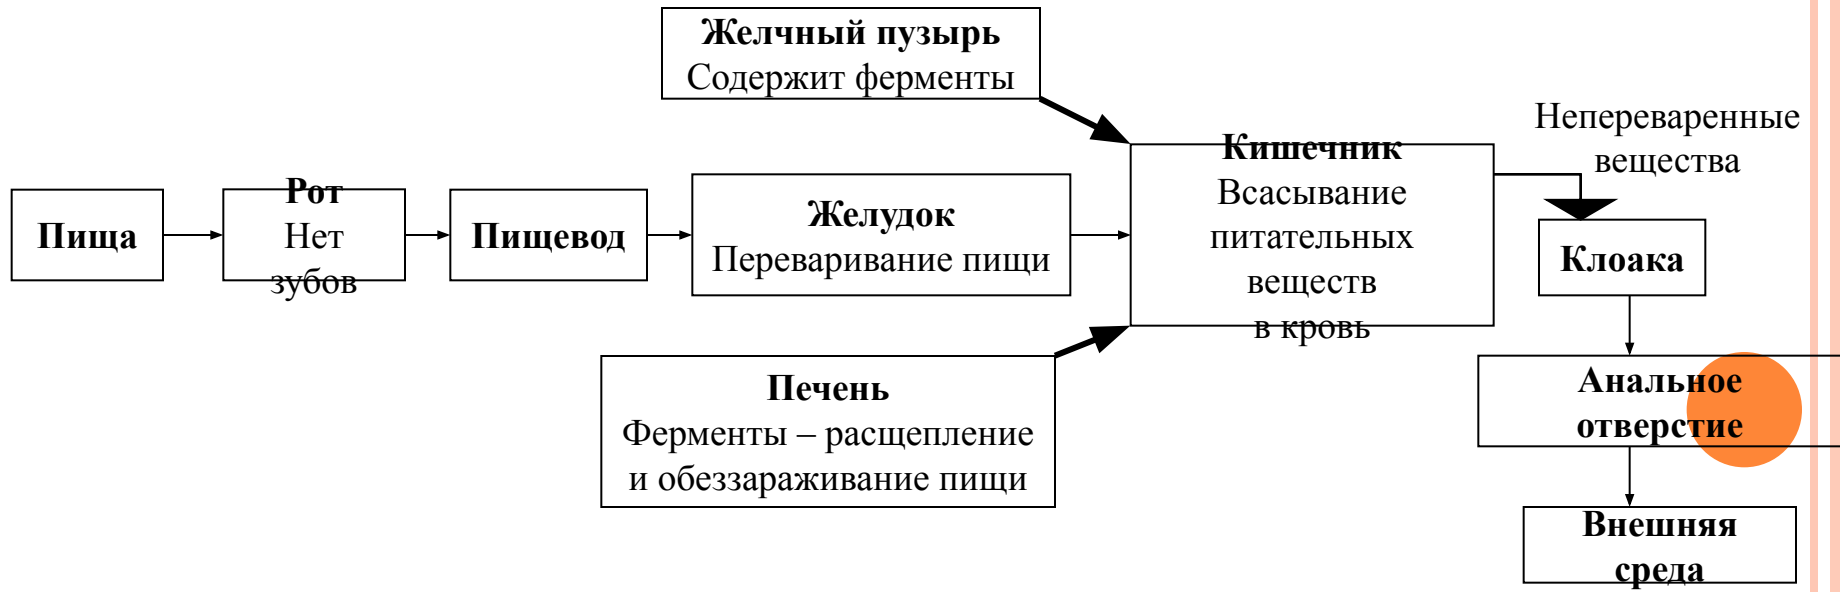 Желчный пузырь
Содержит ферменты
Пища
Рот
Нет
зубов
Пищевод
Желудок
Переваривание пищи
Печень
Ферменты – расщепление
и обеззараживание пищи
Кишечник
Всасывание
питательных
веществ
в кровь
Непереваренные
вещества
Клоака
Анальное
отверстие
Внешняя
среда